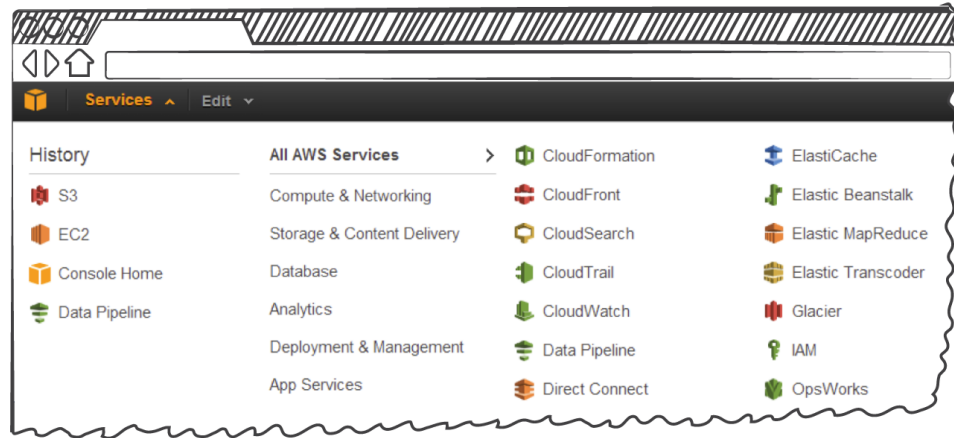 Services Edit
History
S3
EC2
Console Home
Data Pipeline
All AWS Services
Compute & Networking
Storage & Content Delivery
Database
Analytics
Deployment & Management
App Services
CloudFormation
CloudFront
CloudSearch
CloudTrail
CloudWatch
Data Pipeline
Direct Connect
ElastiCache
Elastic Beanstalk
Elastic MapReduce
Elastic Transcoder
Glacier
IAM
OpsWorks